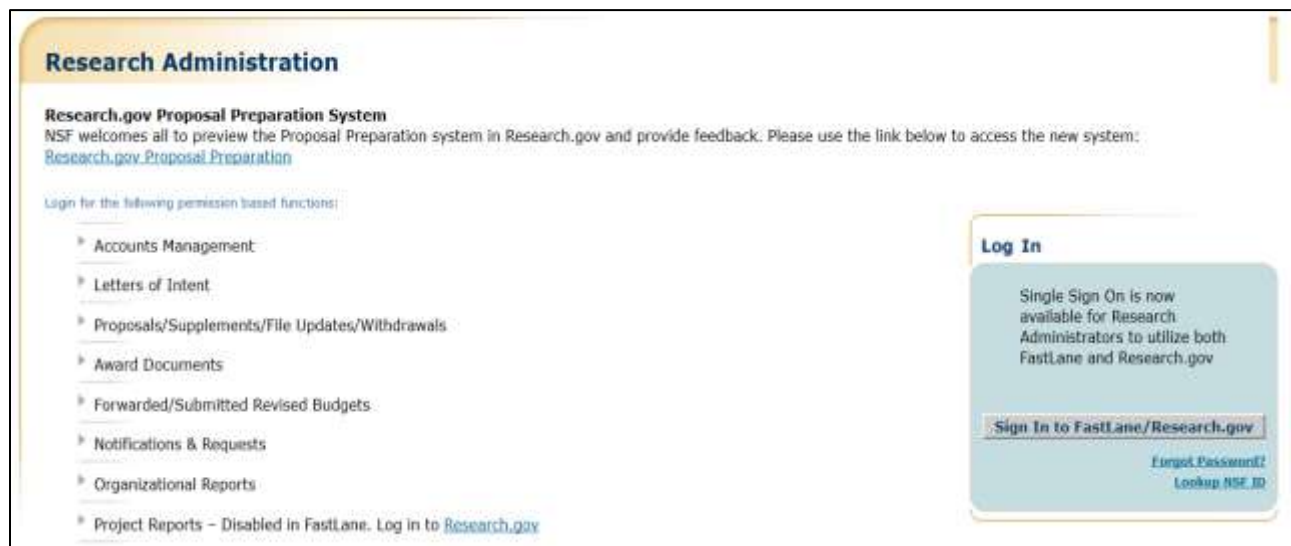 Research Administration
Research.gov Proposal Preparation System
NSF welcomes all to preview the Proposal Preparation system in Research.gov and provide feedback. Please use the link below to access the new system:
Research.gov Proposal Preparation
Login for the following permission based functions:
Accounts Management
Letters of Intent
Proposals/Supplements/File Updates/Withdrawals
Award Documents
Forwarded/Submitted Revised Budgets
Notifications & Requests
Organizational Reports
Project Reports – Disabled in FastLane. Log in to Research.gov
Log In
Single Sign On is now
available for Research
Administrators to utilize both
FastLane and Research.gov
Sign In to FastLane/Research.gov
Forgot Password?
Lookup NSF ID